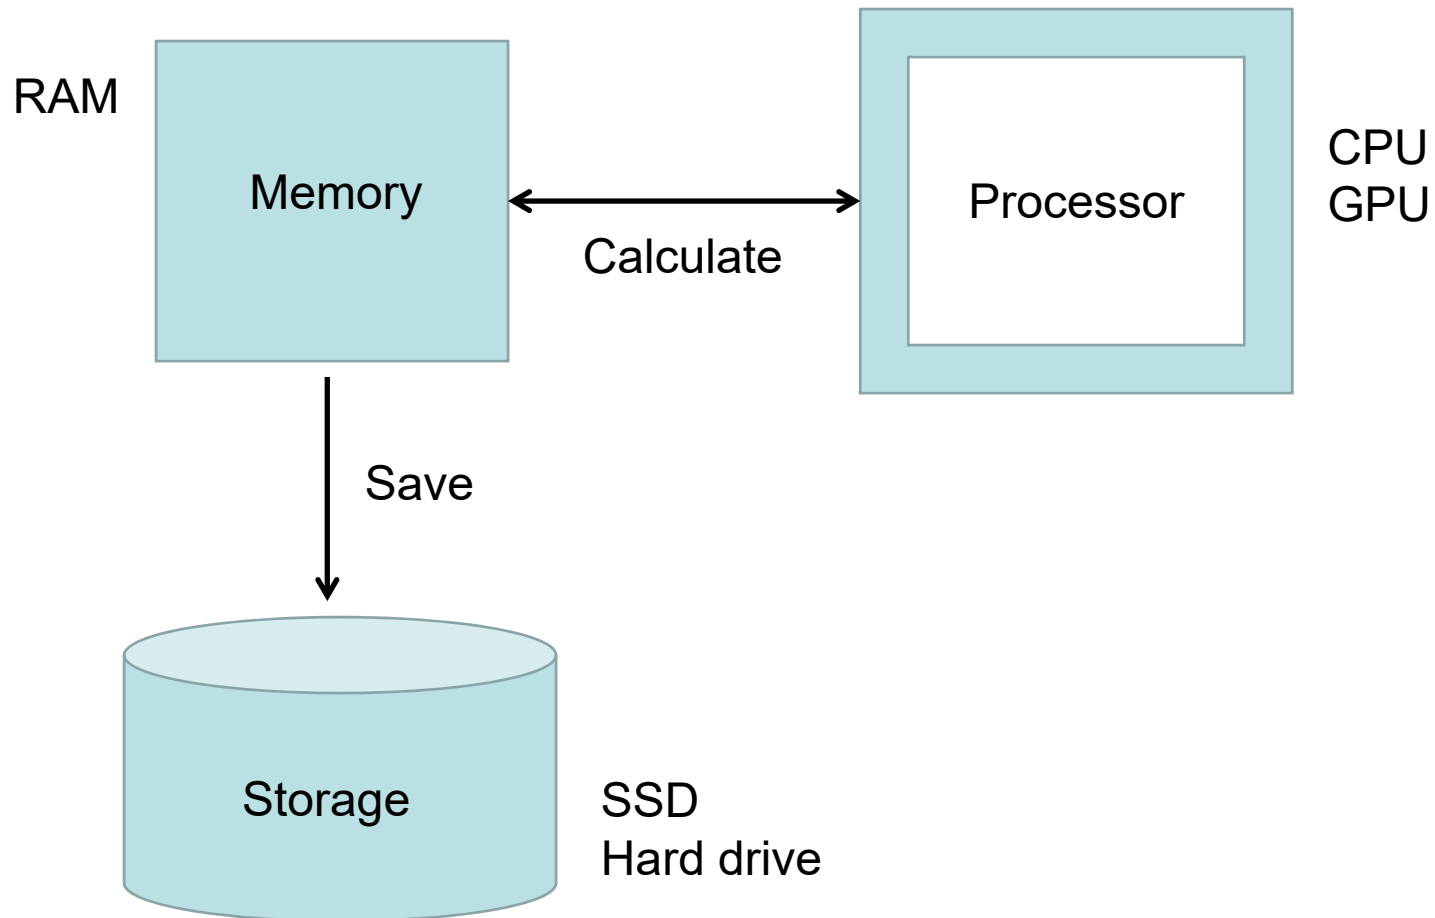 RAM
Memory
Calculate
Processor
CPU
GPU
Save
Storage
SSD
Hard drive